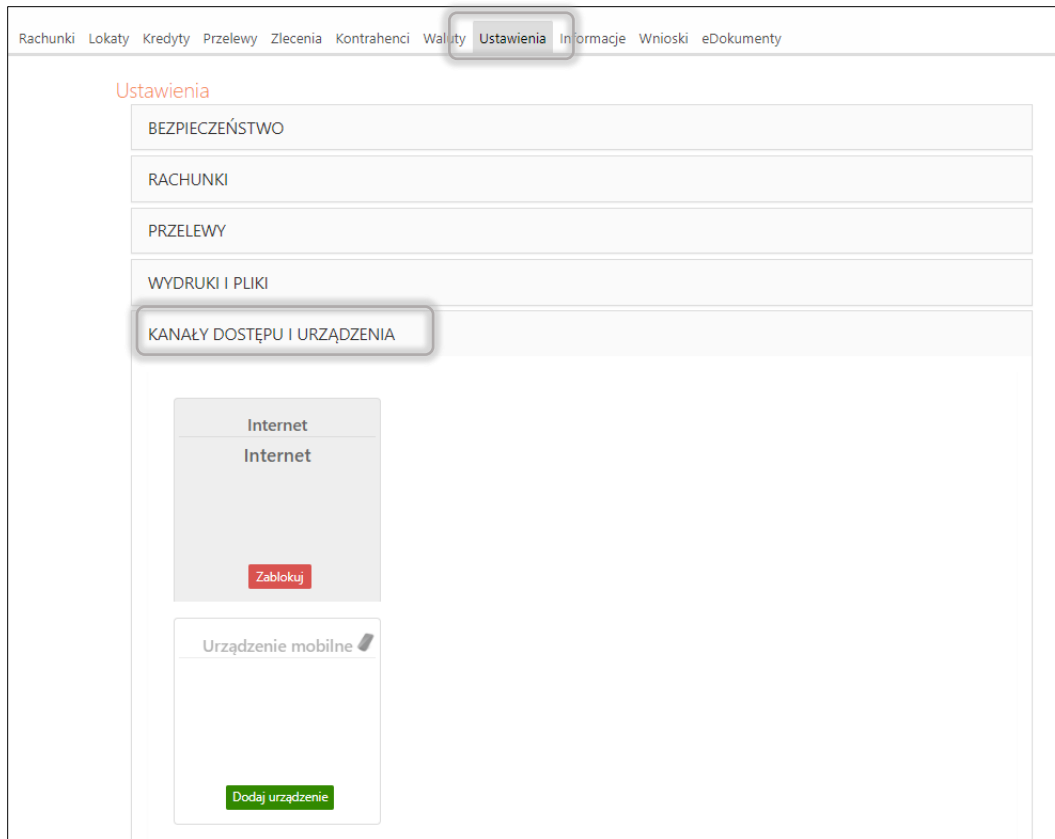 Rachunki Lokaty Kredyty Przelewy Zlecenia Kontrahenci Waluty Ustawienia Informacje Wnioski eDokumenty
Ustawienia
BEZPIECZEŃSTWO
RACHUNKI
PRZELEWY
WYDRUKI I PLIKI
KANAŁY DOSTĘPU I URZĄDZENIA
Internet
Internet
Zablokuj
Urządzenie mobilne
Dodaj urządzenie